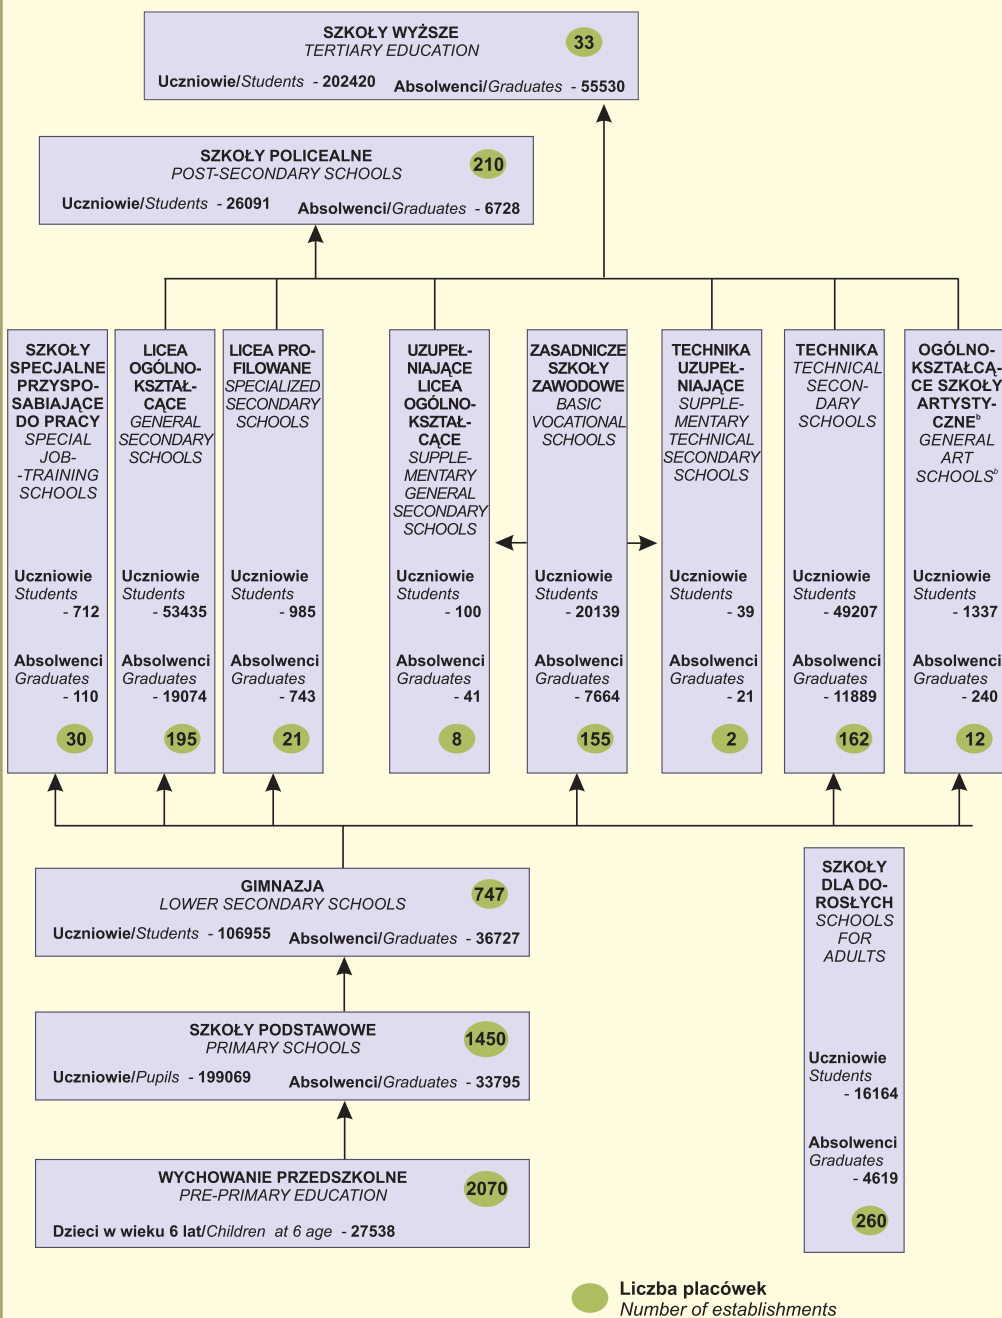 SZKOŁY WYŻSZE
TERTIARY EDUCATION
33
Uczniowie/Students - 202420
Absolwenci/Graduates - 55530
SZKOŁY POLICEALNE
POST-SECONDARY SCHOOLS
210
Uczniowie/Students - 26091
Absolwenci/Graduates - 6728
SZKOŁY
SPECJALNE
PRZYSPO-
SABIAJĄCE
DO PRACY
SPECIAL
JOB-
-TRAINING
SCHOOLS
Uczniowie
Students
- 712
Absolwenci
Graduates
- 110
30
LICEA
OGÓLNO-
KSZTAŁ-
CĄCE
GENERAL
SECONDARY
SCHOOLS
Uczniowie
Students
- 53435
Absolwenci
Graduates
- 19074
195
LICEA PRO-
FILOWANE
SPECIALIZED
SECONDARY
SCHOOLS
Uczniowie
Students
- 985
Absolwenci
Graduates
- 743
21
UZUPEŁ-
NIAJĄCE
LICEA
OGÓLNO-
KSZTAŁ-
CĄCE
SUPPLE-
MENTARY
GENERAL
SECONDARY
SCHOOLS
Uczniowie
Students
- 100
Absolwenci
Graduates
- 41
8
ZASADNICZE
SZKOŁY
ZAWODOWE
BASIC
VOCATIONAL
SCHOOLS
Uczniowie
Students
- 20139
Absolwenci
Graduates
- 7664
155
TECHNIKA
UZUPEŁ-
NIAJĄCE
SUPPLE-
MENTARY
TECHNICAL
SECONDARY
SCHOOLS
Uczniowie
Students
- 39
Absolwenci
Graduates
- 21
2
TECHNIKA
TECHNICAL
SECON-
DARY
SCHOOLS
Uczniowie
Students
- 49207
Absolwenci
Graduates
- 11889
162
OGÓLNO-
KSZTAŁCĄ-
CE SZKOŁY
ARTYSTY-
CZNEᵇ
GENERAL
ART
SCHOOLSᵇ
Uczniowie
Students
- 1337
Absolwenci
Graduates
- 240
12
GIMNAZJA
LOWER SECONDARY SCHOOLS
747
Uczniowie/Students - 106955
Absolwenci/Graduates - 36727
SZKOŁY PODSTAWOWE
PRIMARY SCHOOLS
1450
Uczniowie/Pupils - 199069
Absolwenci/Graduates - 33795
WYCHOWANIE PRZEDSZKOLNE
PRE-PRIMARY EDUCATION
2070
Dzieci w wieku 6 lat/Children at 6 age - 27538
SZKOŁY
DLA DO-
ROSŁYCH
SCHOOLS
FOR
ADULTS
Uczniowie
Students
- 16164
Absolwenci
Graduates
- 4619
260
Liczba placówek
Number of establishments